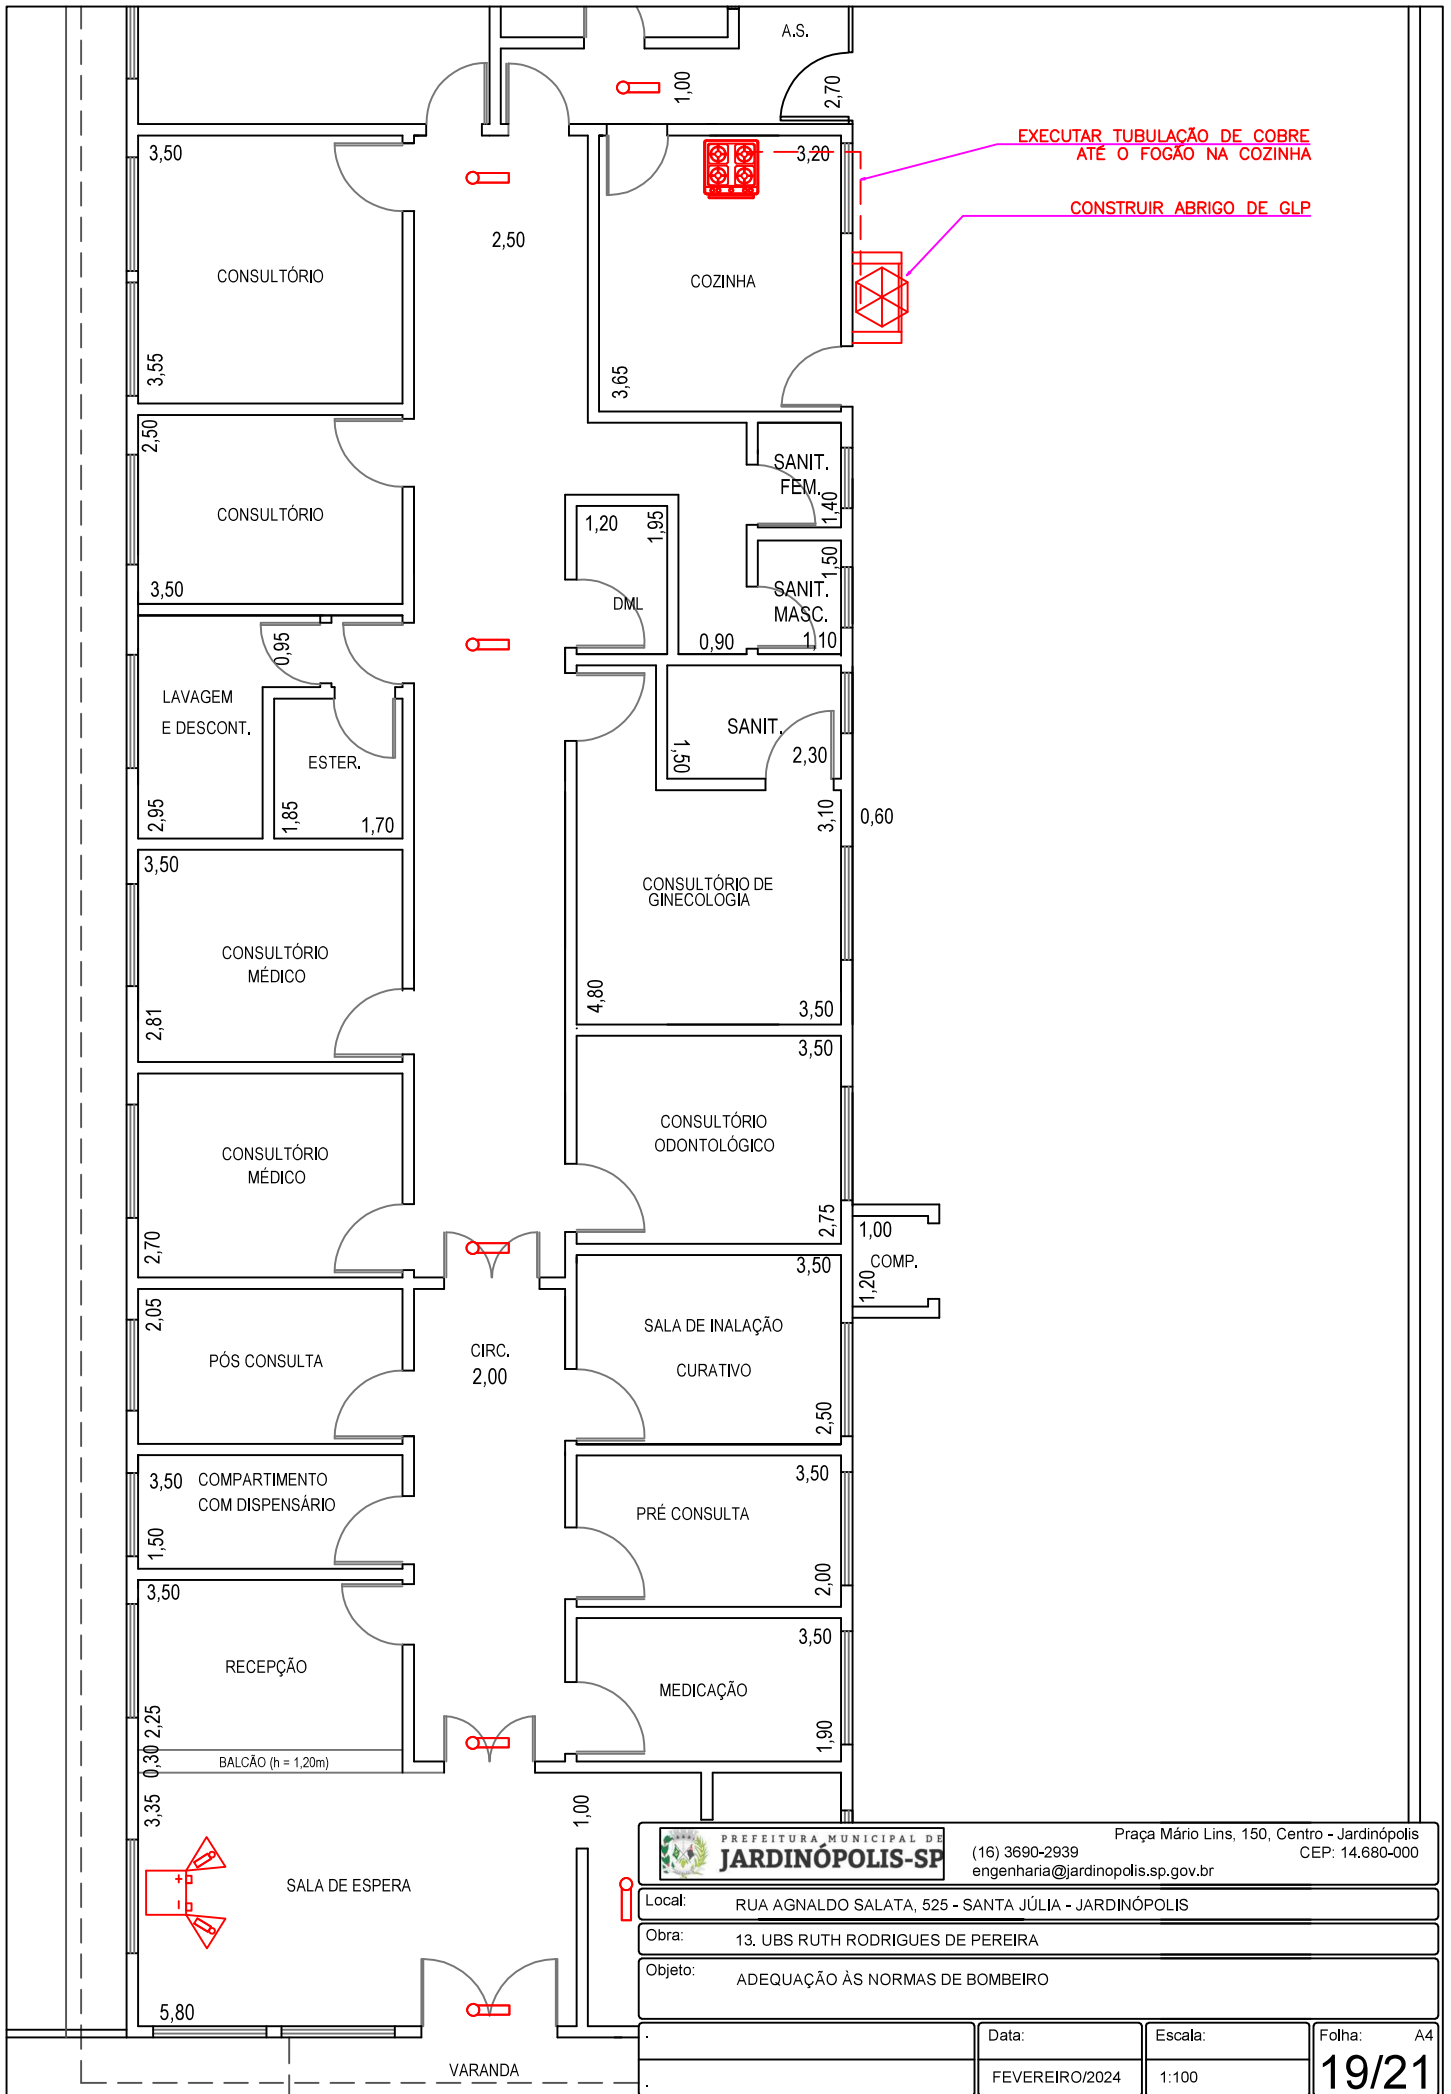 A.S.
1,00
2,70
EXECUTAR TUBULAÇÃO DE COBRE
ATÉ O FOGÃO NA COZINHA
3,50
3,20
CONSTRUIR ABRIGO DE GLP
2,50
CONSULTÓRIO
COZINHA
3,55
3,65
2,50
SANIT.
FEM.
1,40
CONSULTÓRIO
1,20
1,95
1,50
3,50
SANIT.
MASC.
DML
0,90
1,10
0,95
LAVAGEM
E DESCONT.
SANIT.
1,50
2,30
ESTER.
2,95
1,85
1,70
3,10
0,60
3,50
CONSULTÓRIO DE
GINECOLOGIA
CONSULTÓRIO
MÉDICO
2,81
4,80
3,50
3,50
CONSULTÓRIO
ODONTOLÓGICO
CONSULTÓRIO
MÉDICO
2,70
2,75
1,00
COMP.
1,20
3,50
2,05
SALA DE INALAÇÃO
CURATIVO
PÓS CONSULTA
CIRC.
2,00
2,50
3,50
COMPARTIMENTO
COM DISPENSÁRIO
3,50
PRÉ CONSULTA
1,50
2,00
3,50
3,50
RECEPÇÃO
MEDICAÇÃO
2,25
1,90
0,30
BALCÃO (h = 1,20m)
3,35
1,00
SALA DE ESPERA
+
-
5,80
VARANDA
PREFEITURA MUNICIPAL DE
JARDINÓPOLIS-SP
(16) 3690-2939
engenharia@jardinopolis.sp.gov.br
Praça Mário Lins, 150, Centro - Jardinópolis
CEP: 14.680-000
Local: RUA AGNALDO SALATA, 525 - SANTA JÚLIA - JARDINÓPOLIS
Obra: 13. UBS RUTH RODRIGUES DE PEREIRA
Objeto: ADEQUAÇÃO ÀS NORMAS DE BOMBEIRO
.
.
Data:
FEVEREIRO/2024
Escala:
1:100
Folha: A4
19/21